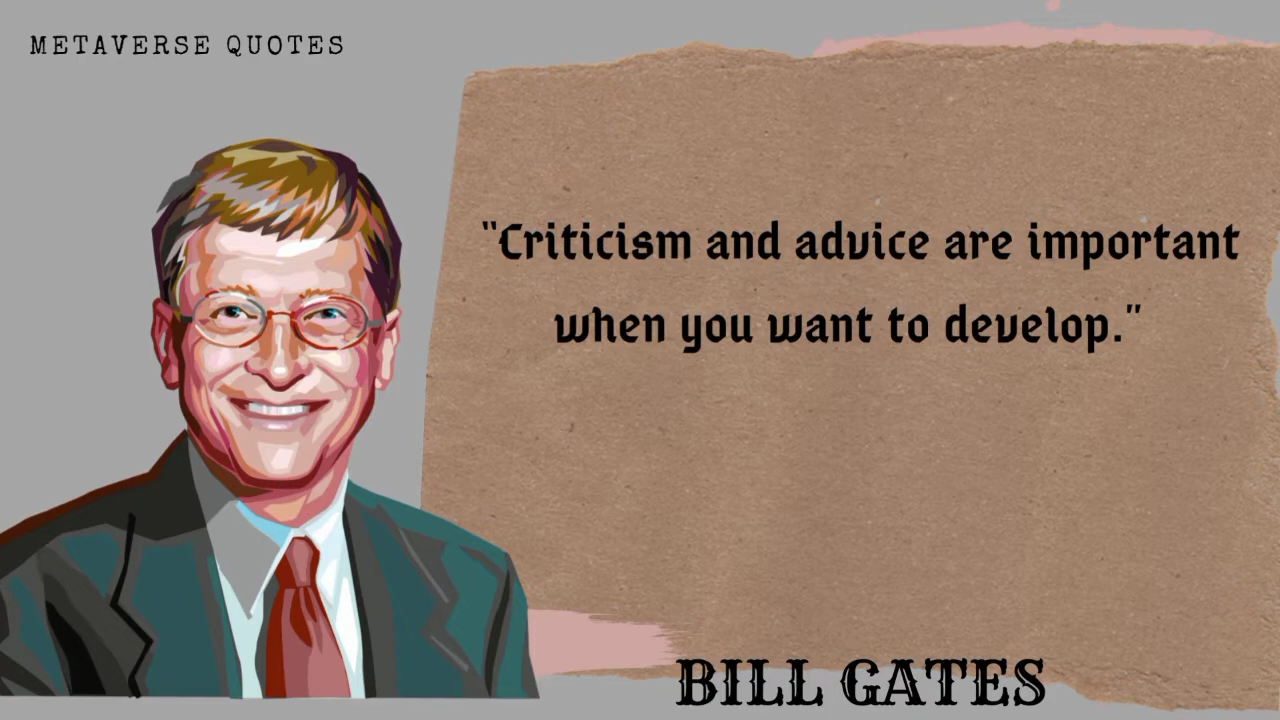 METAVERSE QUOTES
"Criticism and advice are important
when you want to develop."
BILL GATES